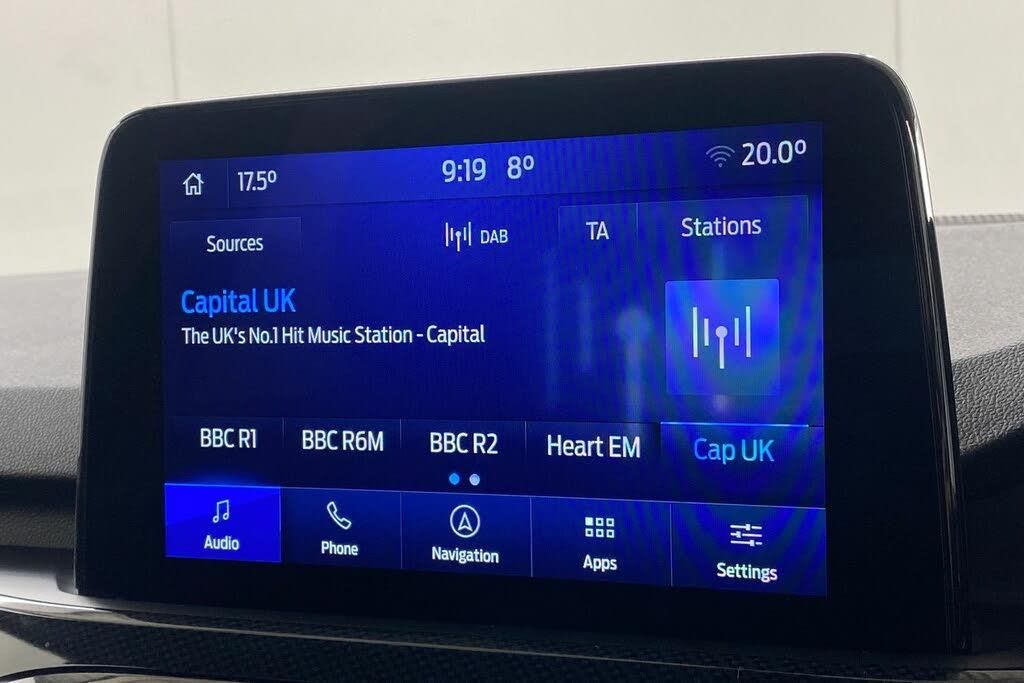 17.5° 9:19 8° 20.0°
Sources DAB TA Stations
Capital UK
The UK's No.1 Hit Music Station - Capital
BBC R1 BBC R6M BBC R2 Heart EM Cap UK
Audio Phone Navigation Apps Settings